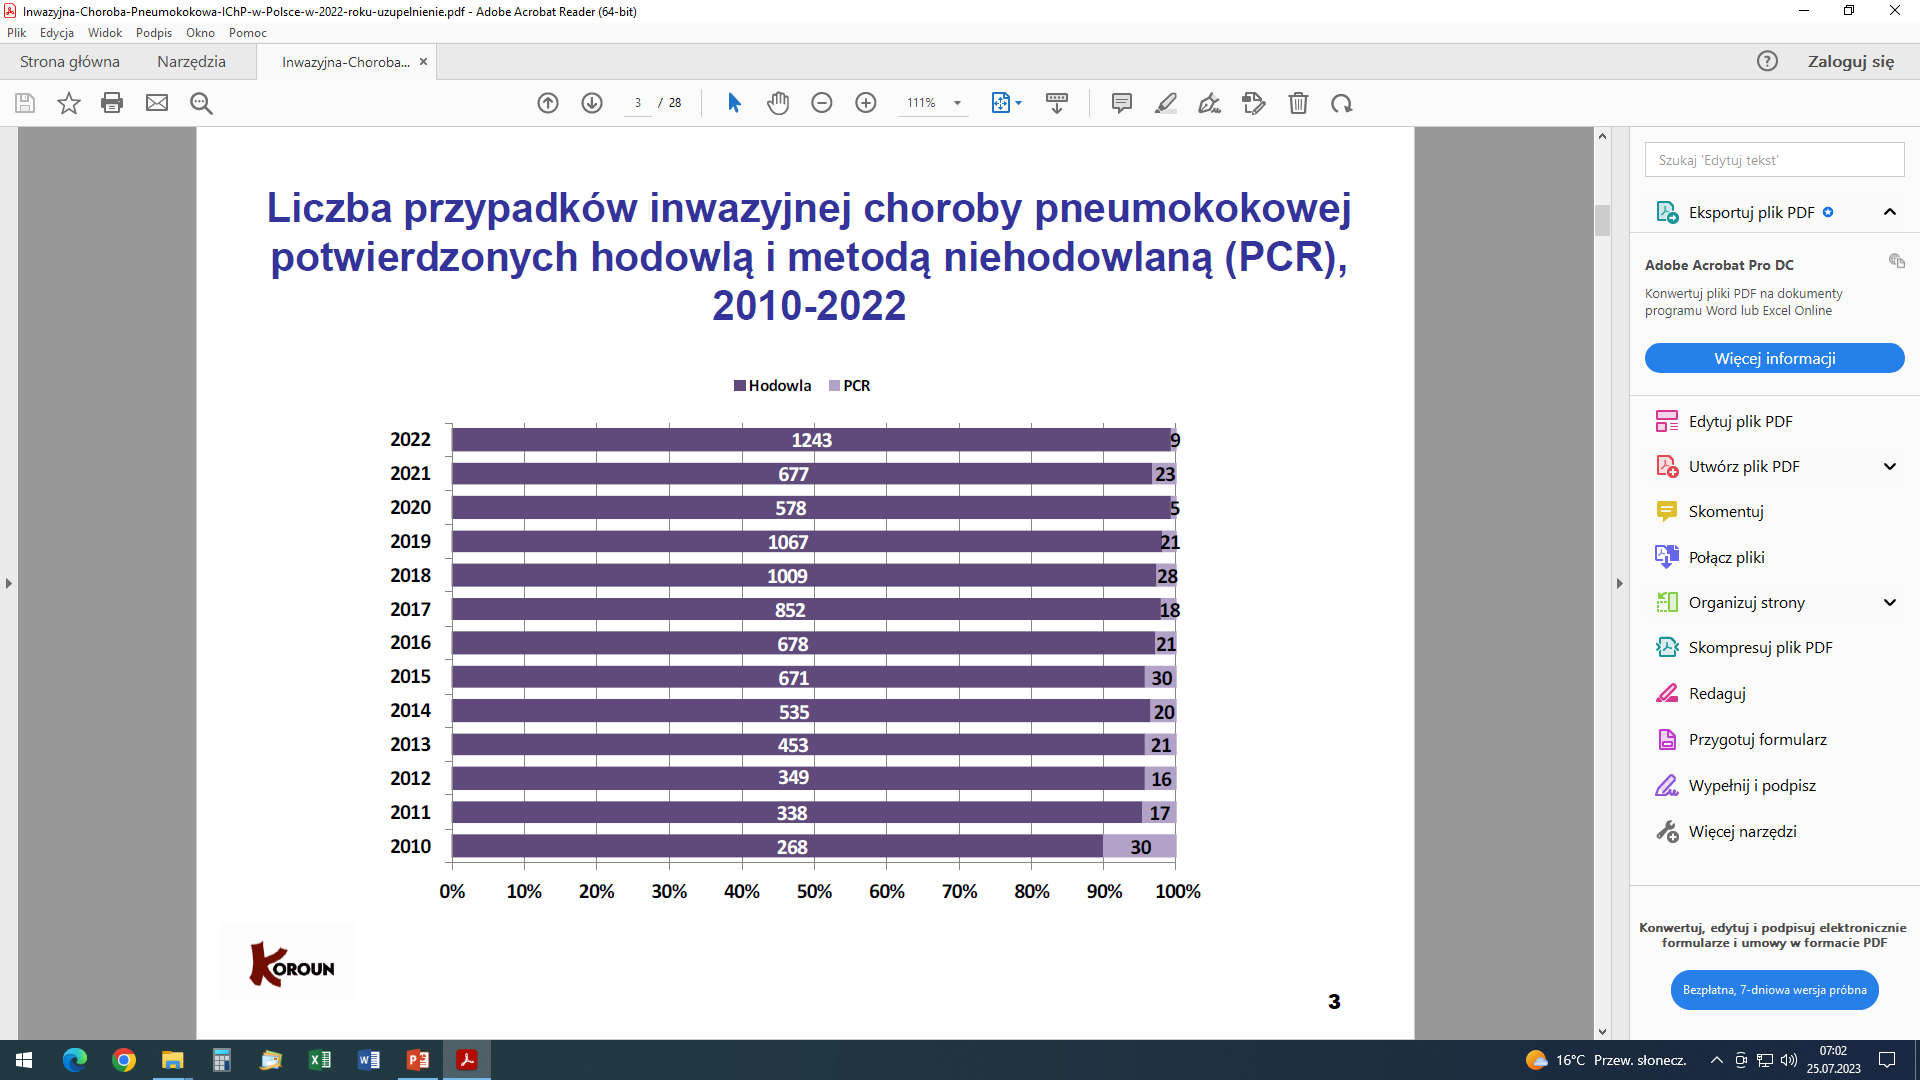 Inwazyjna-Choroba-Pneumokokowa-IChP-w-Polsce-w-2022-roku-uzupelnienie.pdf - Adobe Acrobat Reader (64-bit)
Plik Edycja Widok Podpis Okno Pomoc
Strona główna Narzędzia Inwazyjna-Choroba... × ? Zaloguj się
3 / 28 111%
Liczba przypadków inwazyjnej choroby pneumokokowej
potwierdzonych hodowlą i metodą niehodowlaną (PCR),
2010-2022
Hodowla PCR
2022 1243 9
2021 677 23
2020 578 5
2019 1067 21
2018 1009 28
2017 852 18
2016 678 21
2015 671 30
2014 535 20
2013 453 21
2012 349 16
2011 338 17
2010 268 30
0% 10% 20% 30% 40% 50% 60% 70% 80% 90% 100%
KOROUN
3
Szukaj 'Edytuj tekst'
Eksportuj plik PDF
Adobe Acrobat Pro DC
Konwertuj pliki PDF na dokumenty
programu Word lub Excel Online
Więcej informacji
Edytuj plik PDF
Utwórz plik PDF
Skomentuj
Połącz pliki
Organizuj strony
Skompresuj plik PDF
Redaguj
Przygotuj formularz
Wypełnij i podpisz
Więcej narzędzi
Konwertuj, edytuj i podpisuj elektronicznie
formularze i umowy w formacie PDF
Bezpłatna, 7-dniowa wersja próbna
16°C Przew. słonecz.
07:02
25.07.2023